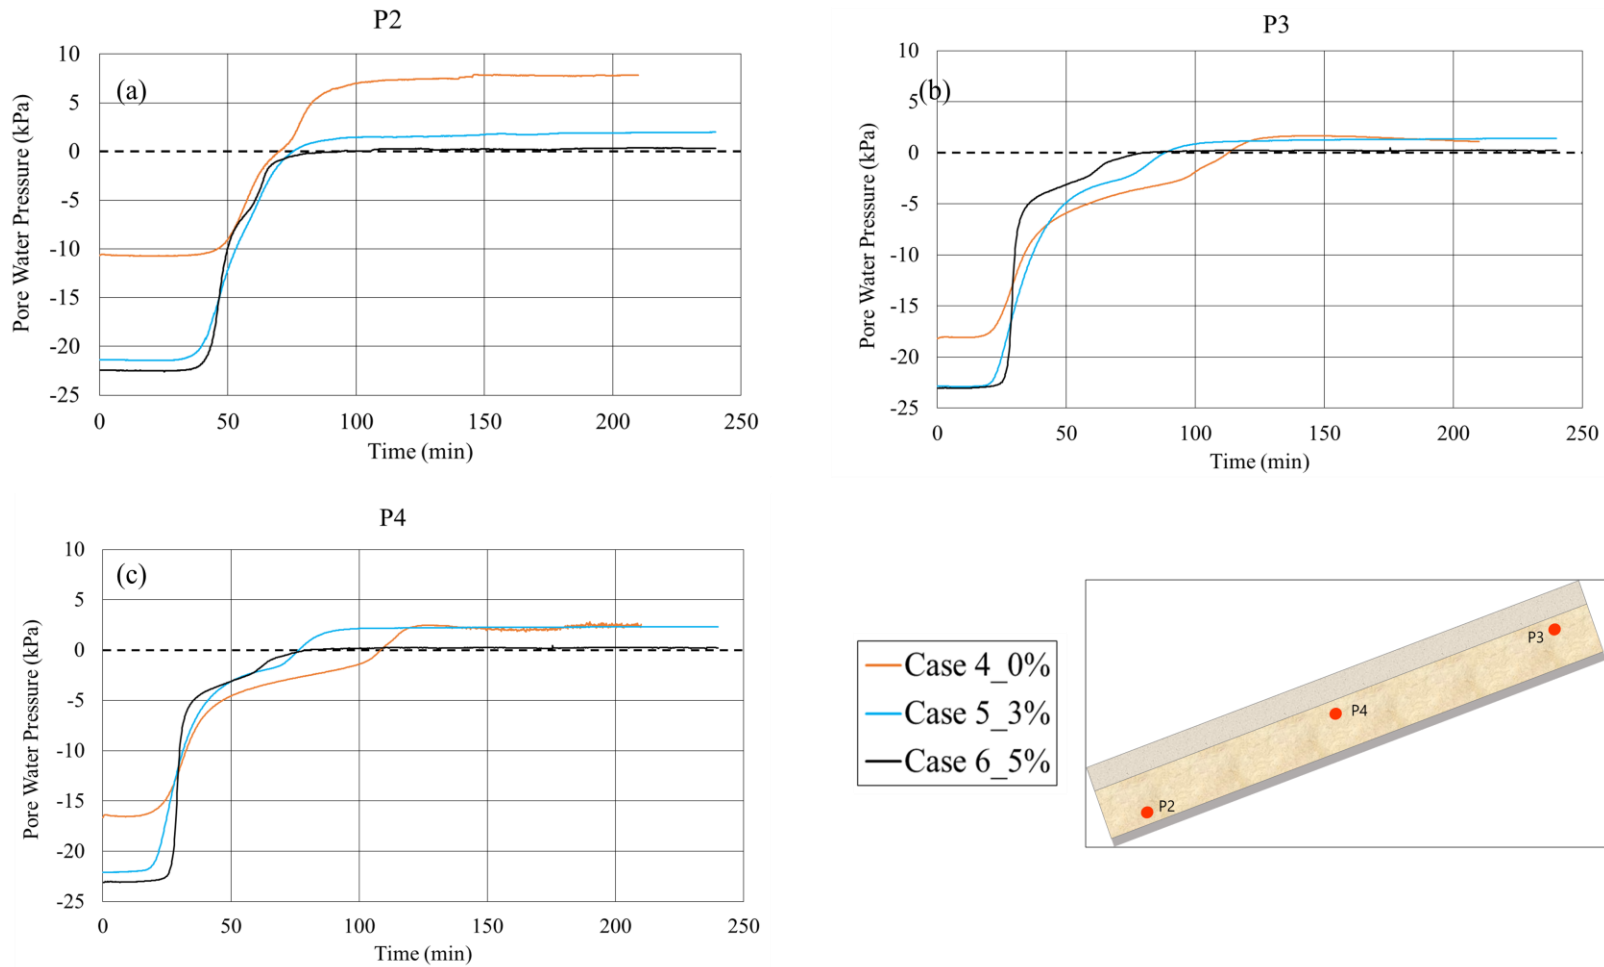 P2
(a)
Pore Water Pressure (kPa)
10
5
0
-5
-10
-15
-20
-25
0 50 100 150 200 250
Time (min)
P3
(b)
Pore Water Pressure (kPa)
10
5
0
-5
-10
-15
-20
-25
0 50 100 150 200 250
Time (min)
P4
(c)
Pore Water Pressure (kPa)
10
5
0
-5
-10
-15
-20
-25
0 50 100 150 200 250
Time (min)
Case 4_0%
Case 5_3%
Case 6_5%
P3
P4
P2